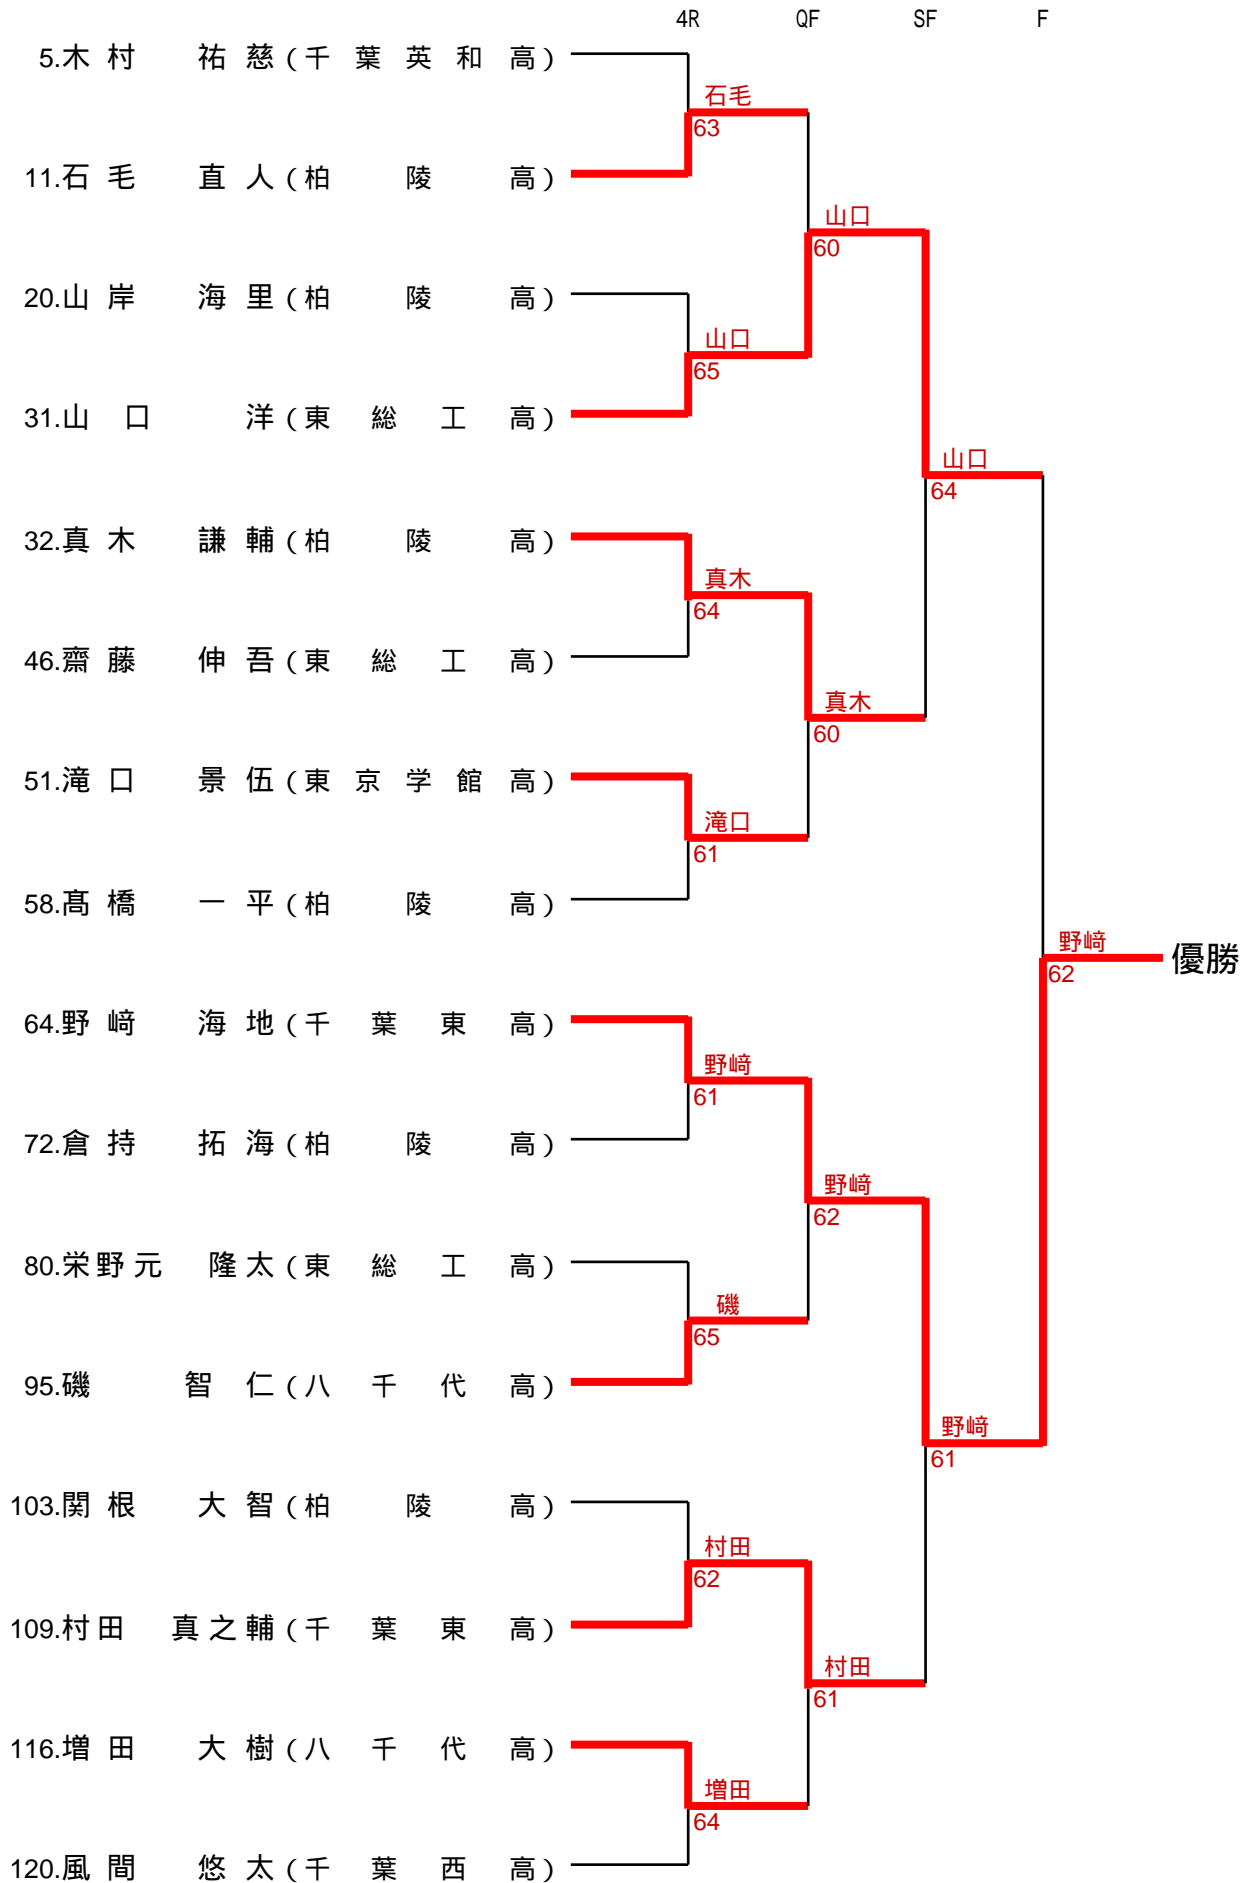 4R QF SF F
5.木村 祐慈(千葉英和高)
石毛
63
11.石毛 直人(柏陵高)
山口
60
20.山岸 海里(柏陵高)
山口
65
31.山口 洋(東総工高)
山口
64
32.真木 謙輔(柏陵高)
真木
64
46.齋藤 伸吾(東総工高)
真木
60
51.滝口 景伍(東京学館高)
滝口
61
58.髙橋 一平(柏陵高)
野﨑
62
優勝
64.野﨑 海地(千葉東高)
野﨑
61
72.倉持 拓海(柏陵高)
野﨑
62
80.栄野元 隆太(東総工高)
磯
65
95.磯 智仁(八千代高)
野﨑
61
103.関根 大智(柏陵高)
村田
62
109.村田 真之輔(千葉東高)
村田
61
116.増田 大樹(八千代高)
増田
64
120.風間 悠太(千葉西高)